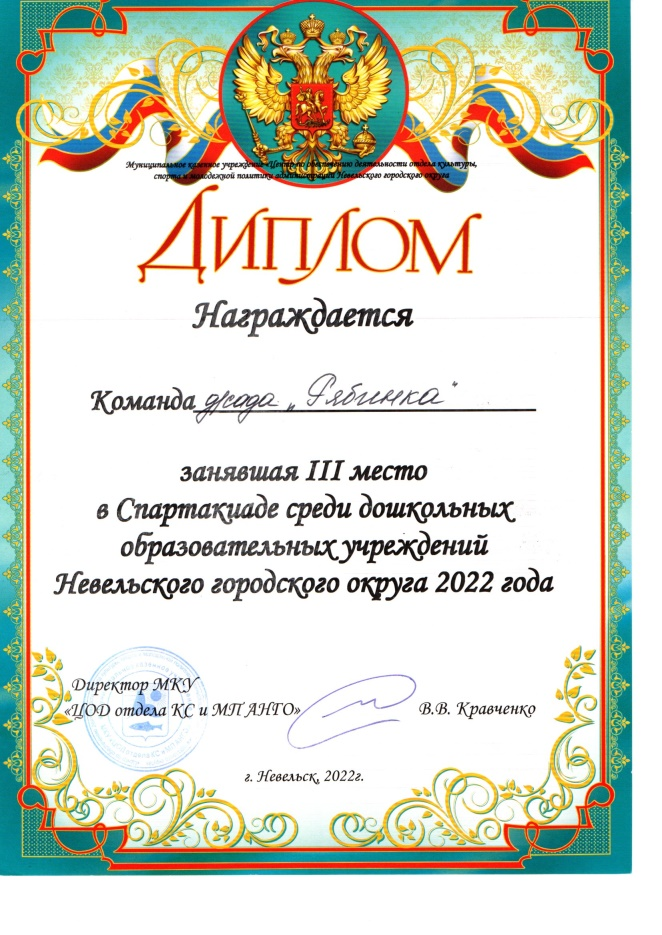 Муниципальное казенное учреждение «Центр по обеспечению деятельности отдела культуры,
спорта и молодежной политики администрации Невельского городского округа
ДИПЛОМ
Награждается
Команда д/сада „Рябинка"
занявшая III место
в Спартакиаде среди дошкольных
образовательных учреждений
Невельского городского округа 2022 года
Директор МКУ
«ЦОД отдела КС и МП АНГО»
В.В. Кравченко
г. Невельск, 2022г.